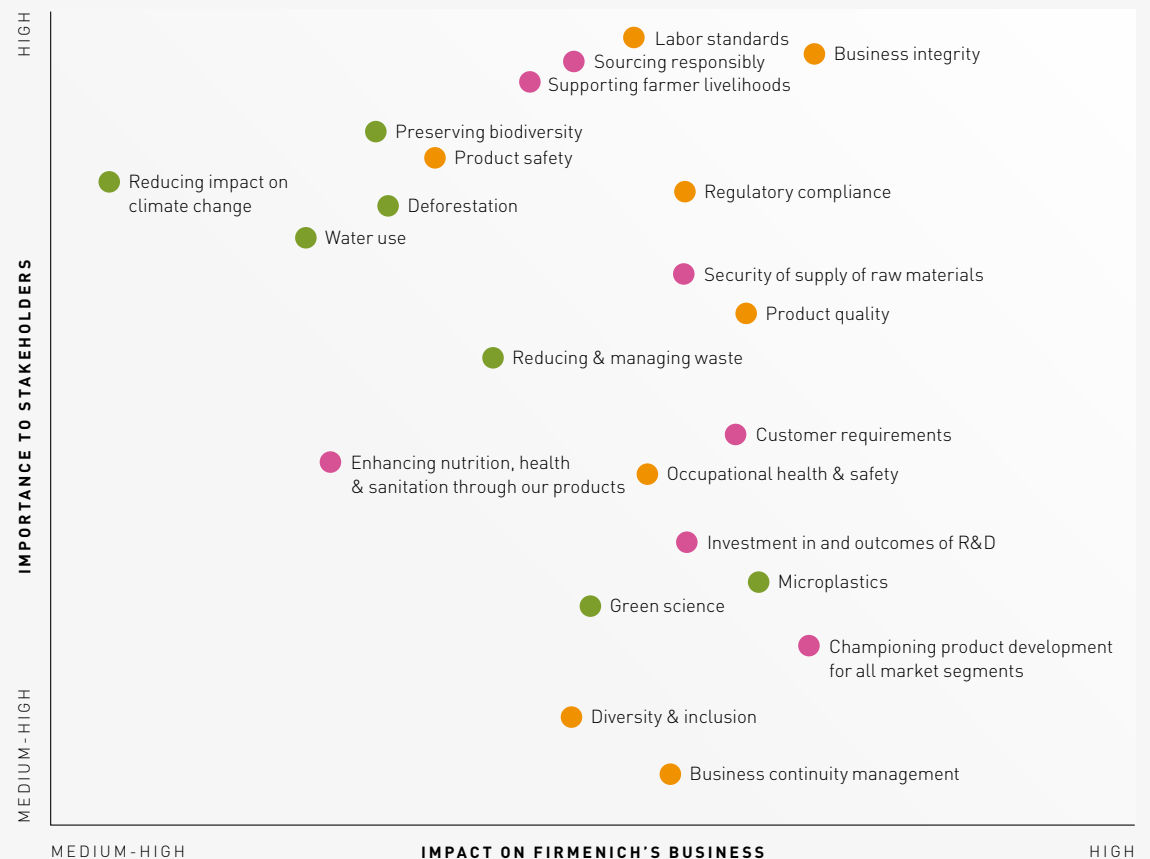 HIGH
Labor standards
Business integrity
Sourcing responsibly
Supporting farmer livelihoods
Preserving biodiversity
Product safety
Reducing impact on
climate change
Regulatory compliance
Deforestation
Water use
IMPORTANCE TO STAKEHOLDERS
Security of supply of raw materials
Product quality
Reducing & managing waste
Customer requirements
Enhancing nutrition, health
& sanitation through our products
Occupational health & safety
Investment in and outcomes of R&D
Microplastics
Green science
Championing product development
for all market segments
MEDIUM-HIGH
Diversity & inclusion
Business continuity management
MEDIUM-HIGH
IMPACT ON FIRMENICH'S BUSINESS
HIGH